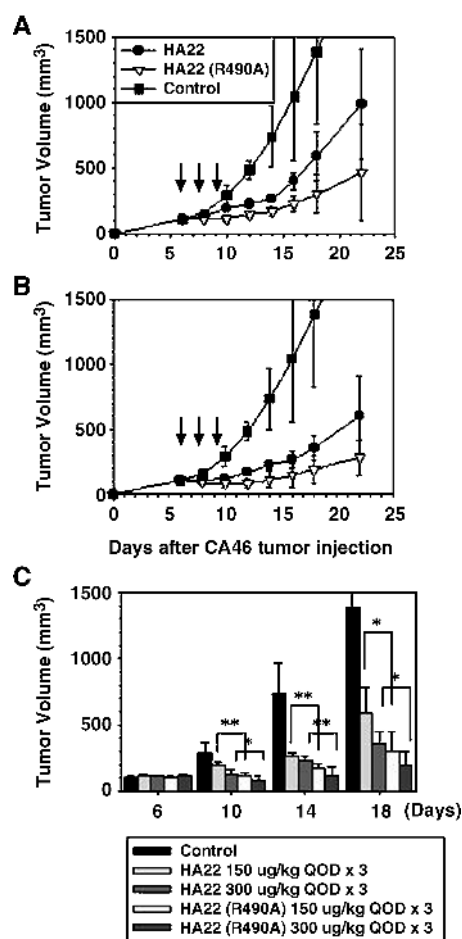 A
Tumor Volume (mm³)
1500
1000
500
0
HA22
HA22 (R490A)
Control
0 5 10 15 20 25
B
Tumor Volume (mm³)
1500
1000
500
0
0 5 10 15 20 25
Days after CA46 tumor injection
C
Tumor Volume (mm³)
1500
1000
500
0
** *
** **
* *
6 10 14 18 (Days)
Control
HA22 150 ug/kg QOD x 3
HA22 300 ug/kg QOD x 3
HA22 (R490A) 150 ug/kg QOD x 3
HA22 (R490A) 300 ug/kg QOD x 3